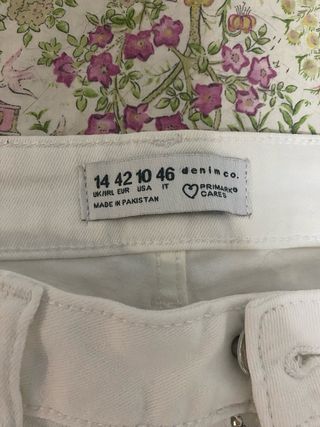 14 42 10 46 denim co.
UK/IRL EUR USA IT ♡ PRIMARK
MADE IN PAKISTAN CARES